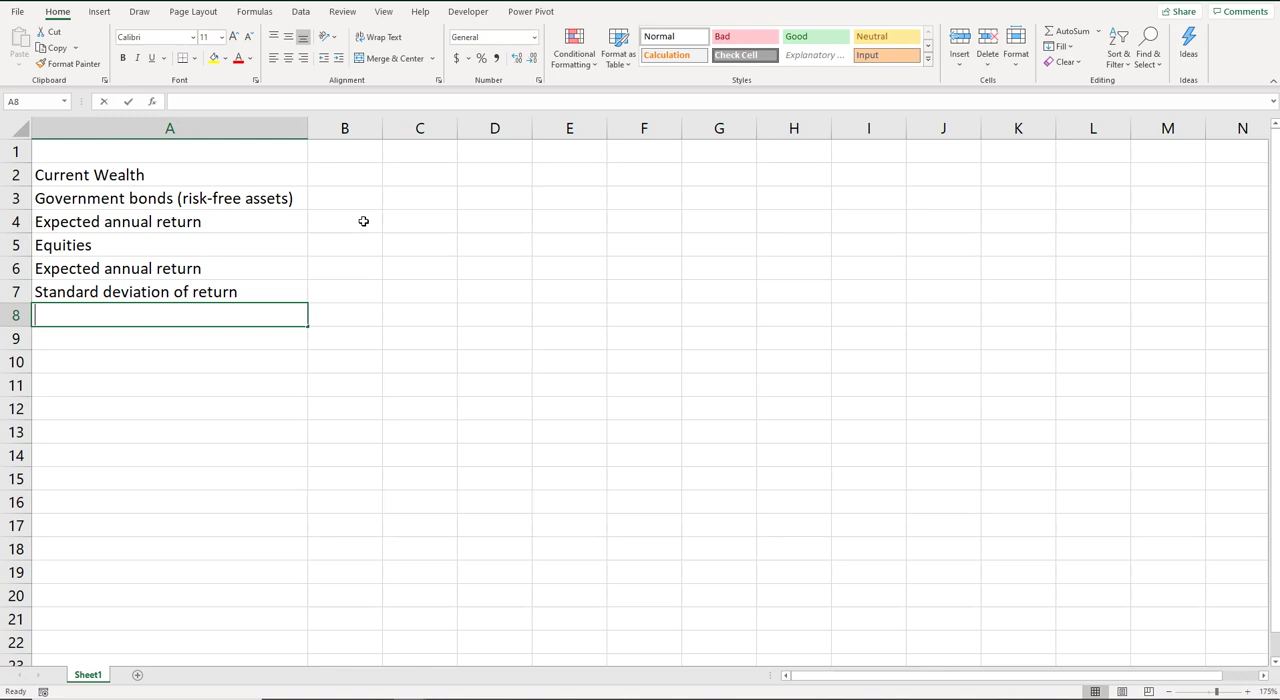 File Home Insert Draw Page Layout Formulas Data Review View Help Developer Power Pivot Share Comments
Paste Cut Copy Format Painter Clipboard
Calibri 11 A A B I U A Font
Wrap Text Merge & Center Alignment
General $ % , Number
Conditional Formatting Format as Table
Normal Bad Good Neutral
Calculation Check Cell Explanatory ... Input
Styles
Insert Delete Format Cells
AutoSum Fill Clear Sort & Filter Find & Select Editing
Ideas Ideas
A8 fx
A B C D E F G H I J K L M N
1
2 Current Wealth
3 Government bonds (risk-free assets)
4 Expected annual return
5 Equities
6 Expected annual return
7 Standard deviation of return
8
9
10
11
12
13
14
15
16
17
18
19
20
21
22
23
Sheet1
Ready 175%